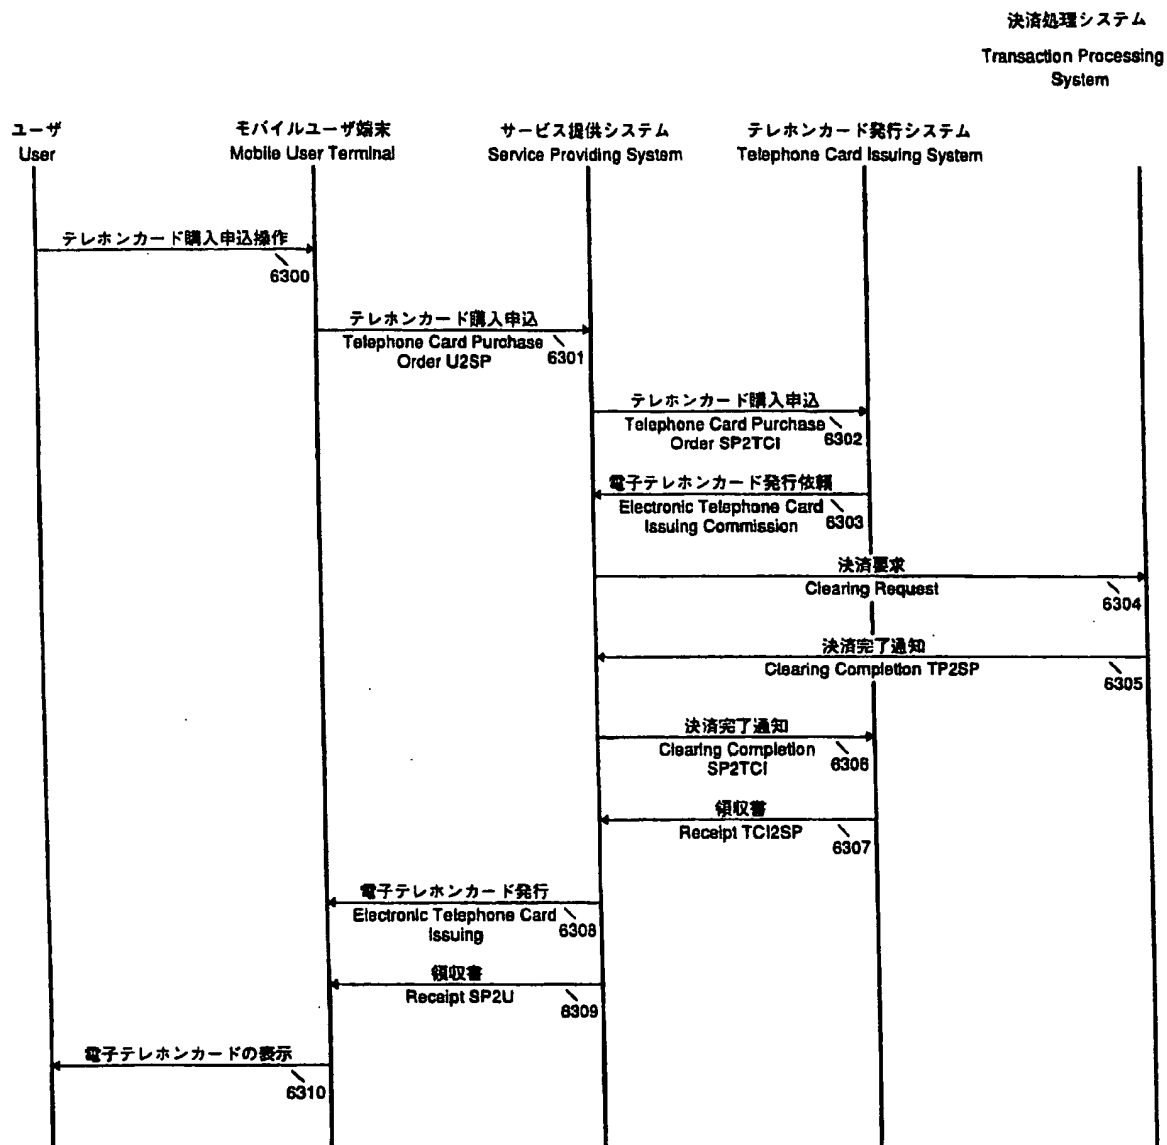 決済処理システム
Transaction Processing
System
ユーザ
User
モバイルユーザ端末
Mobile User Terminal
サービス提供システム
Service Providing System
テレホンカード発行システム
Telephone Card Issuing System
テレホンカード購入申込操作
6300
テレホンカード購入申込
Telephone Card Purchase
Order U2SP
6301
テレホンカード購入申込
Telephone Card Purchase
Order SP2TCI
6302
電子テレホンカード発行依頼
Electronic Telephone Card
Issuing Commission
6303
決済要求
Clearing Request
6304
決済完了通知
Clearing Completion TP2SP
6305
決済完了通知
Clearing Completion
SP2TCI
6306
領収書
Receipt TCI2SP
6307
電子テレホンカード発行
Electronic Telephone Card
Issuing
6308
領収書
Receipt SP2U
6309
電子テレホンカードの表示
6310